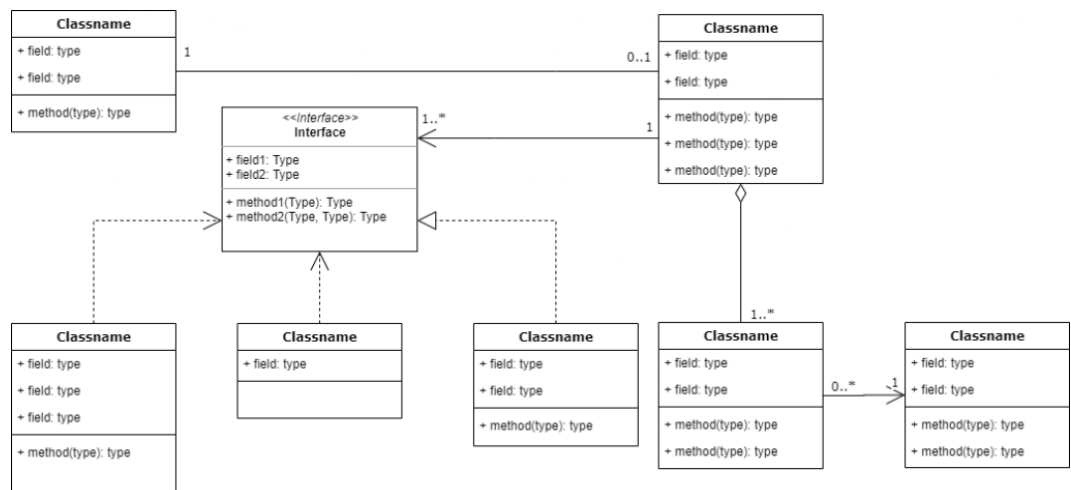 Classname
+ field: type
+ field: type
+ method(type): type
1
0..1
Classname
+ field: type
+ field: type
+ method(type): type
+ method(type): type
+ method(type): type
<<Interface>>
Interface
+ field1: Type
+ field2: Type
+ method1(Type): Type
+ method2(Type, Type): Type
1..*
1
Classname
+ field: type
+ field: type
+ field: type
+ method(type): type
Classname
+ field: type
Classname
+ field: type
+ field: type
+ method(type): type
1..*
Classname
+ field: type
+ field: type
+ method(type): type
+ method(type): type
0..*
1
Classname
+ field: type
+ field: type
+ method(type): type
+ method(type): type